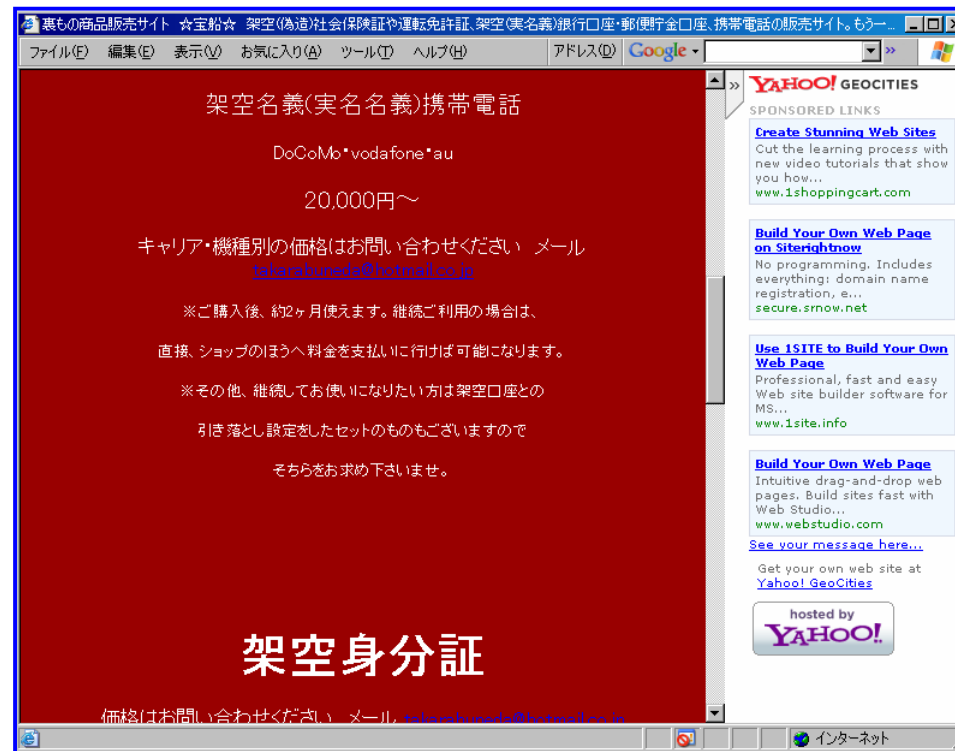 裏もの商品販売サイト ☆宝船☆ 架空(偽造)社会保険証や運転免許証、架空(実名義)銀行口座・郵便貯金口座、携帯電話の販売サイト。もう一...
ファイル(F) 編集(E) 表示(V) お気に入り(A) ツール(T) ヘルプ(H) アドレス(D) Google
架空名義(実名名義)携帯電話
DoCoMo・vodafone・au
20,000円～
キャリア・機種別の価格はお問い合わせください メール
takarabuneda@hotmail.co.jp
※ご購入後、約2ヶ月使えます。継続ご利用の場合は、
直接、ショップのほうへ料金を支払いに行けば可能になります。
※その他、継続してお使いになりたい方は架空口座との
引き落とし設定をしたセットのものもございますので
そちらをお求め下さいませ。
架空身分証
価格はお問い合わせください メール takarabuneda@hotmail.co.jp
YAHOO! GEOCITIES
SPONSORED LINKS
Create Stunning Web Sites
Cut the learning process with
new video tutorials that show
you how...
www.1shoppingcart.com
Build Your Own Web Page
on Siterightnow
No programming. Includes
everything: domain name
registration, e...
secure.srnow.net
Use 1SITE to Build Your Own
Web Page
Professional, fast and easy
Web site builder software for
MS...
www.1site.info
Build Your Own Web Page
Intuitive drag-and-drop web
pages. Build sites fast with
Web Studio...
www.webstudio.com
See your message here...
Get your own web site at
Yahoo! GeoCities
hosted by
YAHOO!
インターネット